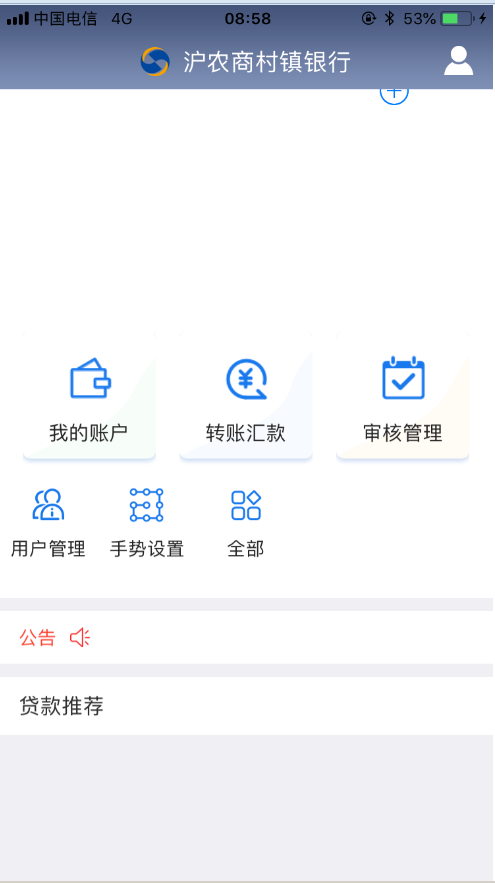 中国电信 4G 08:58 53%
沪农商村镇银行
我的账户 转账汇款 审核管理
用户管理 手势设置 全部
公告
贷款推荐